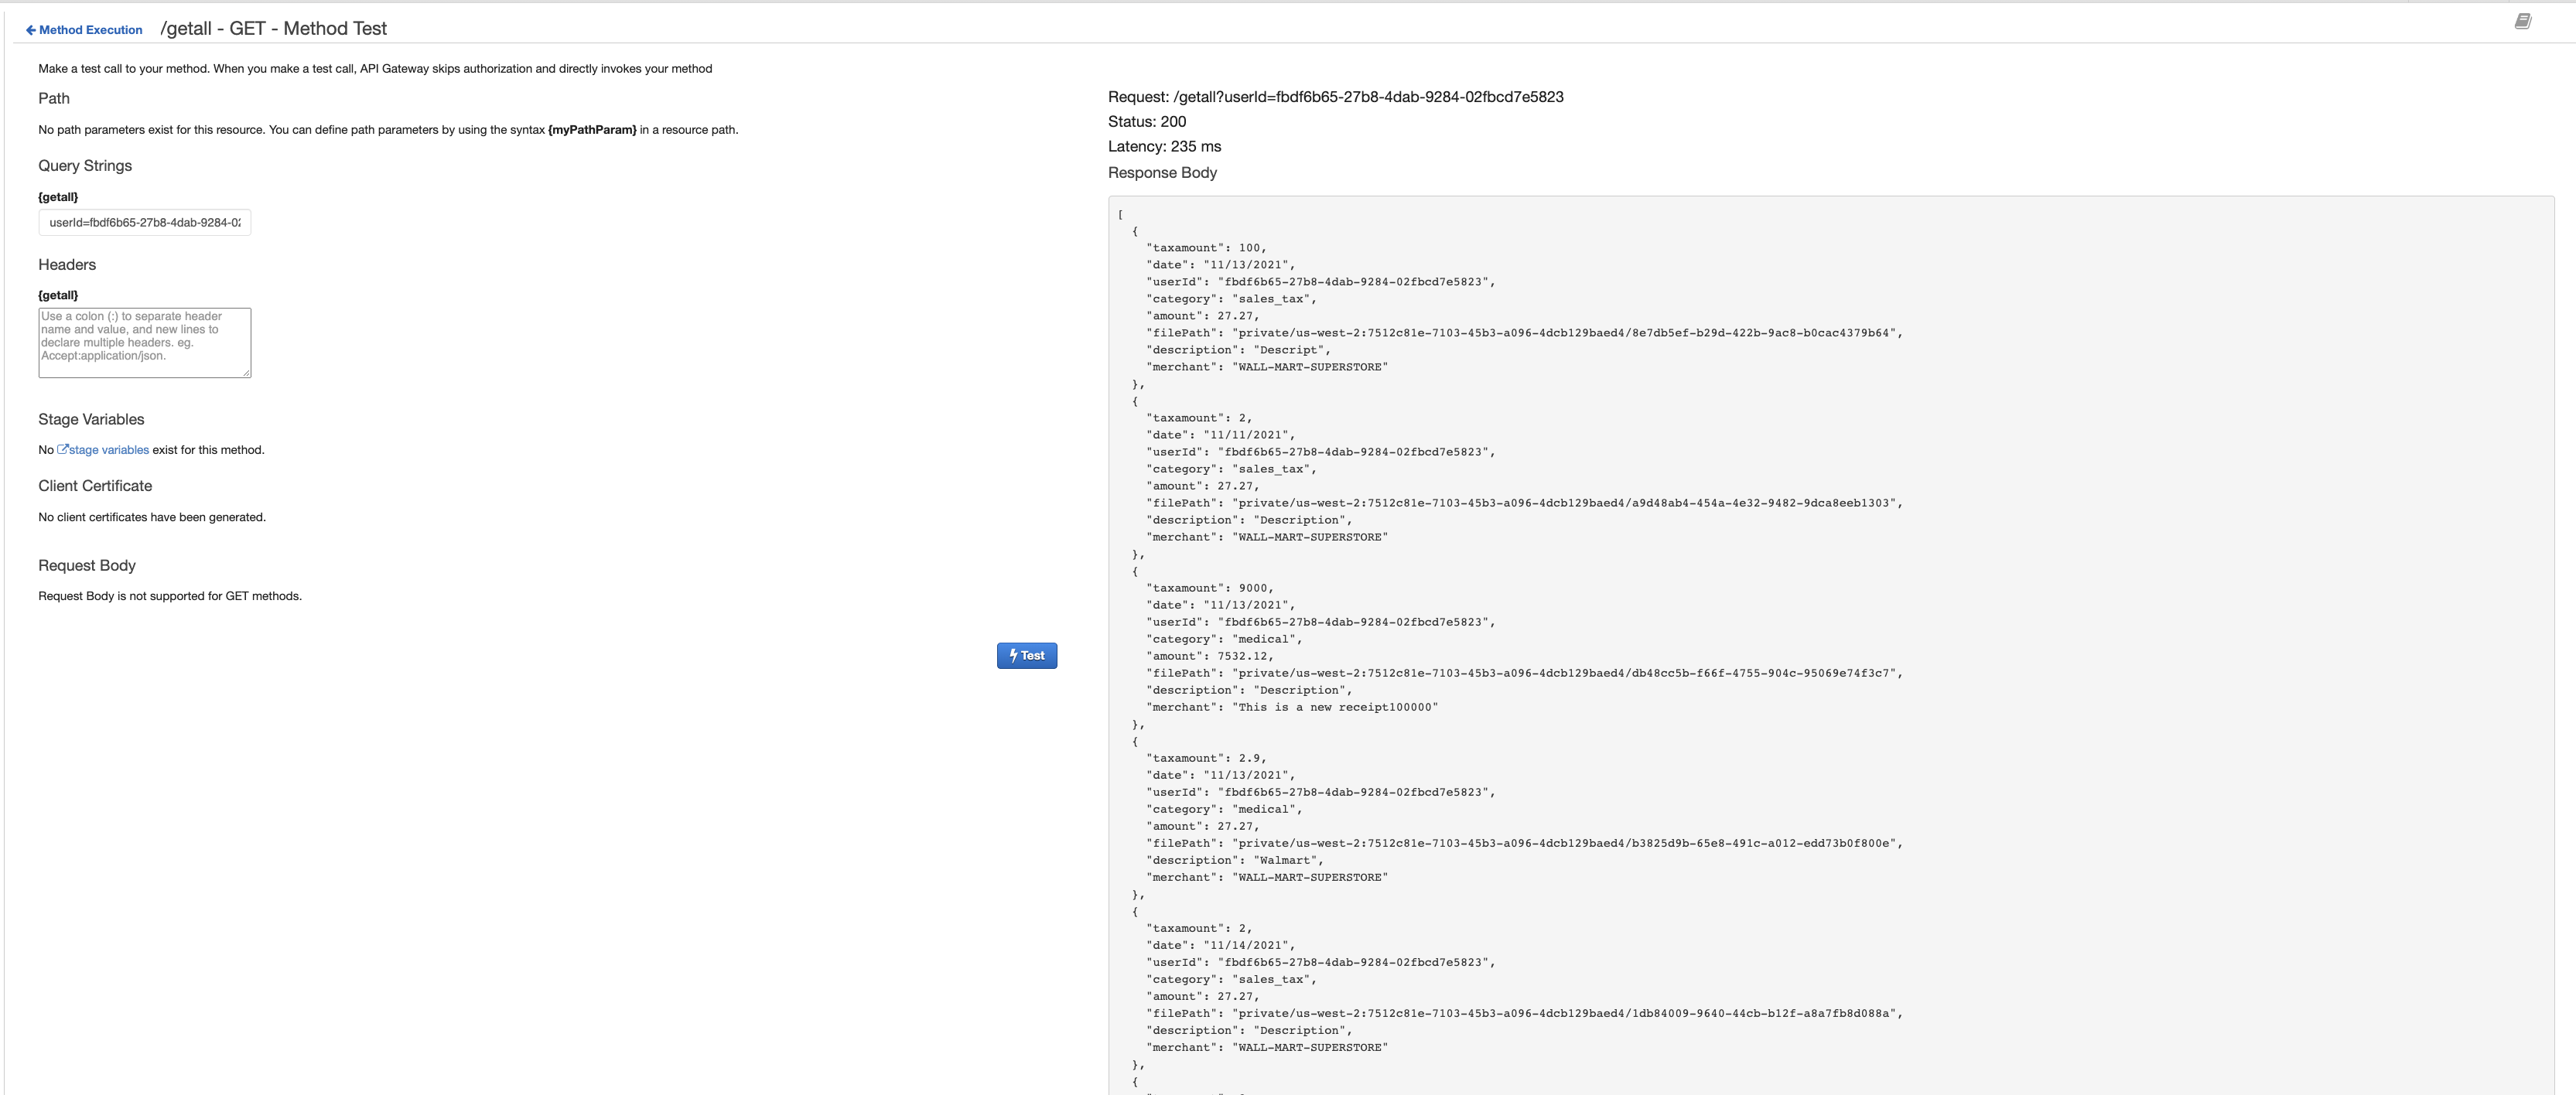 Method Execution /getall - GET - Method Test
Make a test call to your method. When you make a test call, API Gateway skips authorization and directly invokes your method
Path
No path parameters exist for this resource. You can define path parameters by using the syntax {myPathParam} in a resource path.
Query Strings
{getall}
userId=fbdf6b65-27b8-4dab-9284-02
Headers
{getall}
Use a colon (:) to separate header
name and value, and new lines to
declare multiple headers. eg.
Accept:application/json.
Stage Variables
No stage variables exist for this method.
Client Certificate
No client certificates have been generated.
Request Body
Request Body is not supported for GET methods.
Test
Request: /getall?userId=fbdf6b65-27b8-4dab-9284-02fbcd7e5823
Status: 200
Latency: 235 ms
Response Body
[
{
"taxamount": 100,
"date": "11/13/2021",
"userId": "fbdf6b65-27b8-4dab-9284-02fbcd7e5823",
"category": "sales_tax",
"amount": 27.27,
"filePath": "private/us-west-2:7512c81e-7103-45b3-a096-4dcb129baed4/8e7db5ef-b29d-422b-9ac8-b0cac4379b64",
"description": "Descript",
"merchant": "WALL-MART-SUPERSTORE"
},
{
"taxamount": 2,
"date": "11/11/2021",
"userId": "fbdf6b65-27b8-4dab-9284-02fbcd7e5823",
"category": "sales_tax",
"amount": 27.27,
"filePath": "private/us-west-2:7512c81e-7103-45b3-a096-4dcb129baed4/a9d48ab4-454a-4e32-9482-9dca8eeb1303",
"description": "Description",
"merchant": "WALL-MART-SUPERSTORE"
},
{
"taxamount": 9000,
"date": "11/13/2021",
"userId": "fbdf6b65-27b8-4dab-9284-02fbcd7e5823",
"category": "medical",
"amount": 7532.12,
"filePath": "private/us-west-2:7512c81e-7103-45b3-a096-4dcb129baed4/db48cc5b-f66f-4755-904c-95069e74f3c7",
"description": "Description",
"merchant": "This is a new receipt100000"
},
{
"taxamount": 2.9,
"date": "11/13/2021",
"userId": "fbdf6b65-27b8-4dab-9284-02fbcd7e5823",
"category": "medical",
"amount": 27.27,
"filePath": "private/us-west-2:7512c81e-7103-45b3-a096-4dcb129baed4/b3825d9b-65e8-491c-a012-edd73b0f800e",
"description": "Walmart",
"merchant": "WALL-MART-SUPERSTORE"
},
{
"taxamount": 2,
"date": "11/14/2021",
"userId": "fbdf6b65-27b8-4dab-9284-02fbcd7e5823",
"category": "sales_tax",
"amount": 27.27,
"filePath": "private/us-west-2:7512c81e-7103-45b3-a096-4dcb129baed4/1db84009-9640-44cb-b12f-a8a7fb8d088a",
"description": "Description",
"merchant": "WALL-MART-SUPERSTORE"
},
{